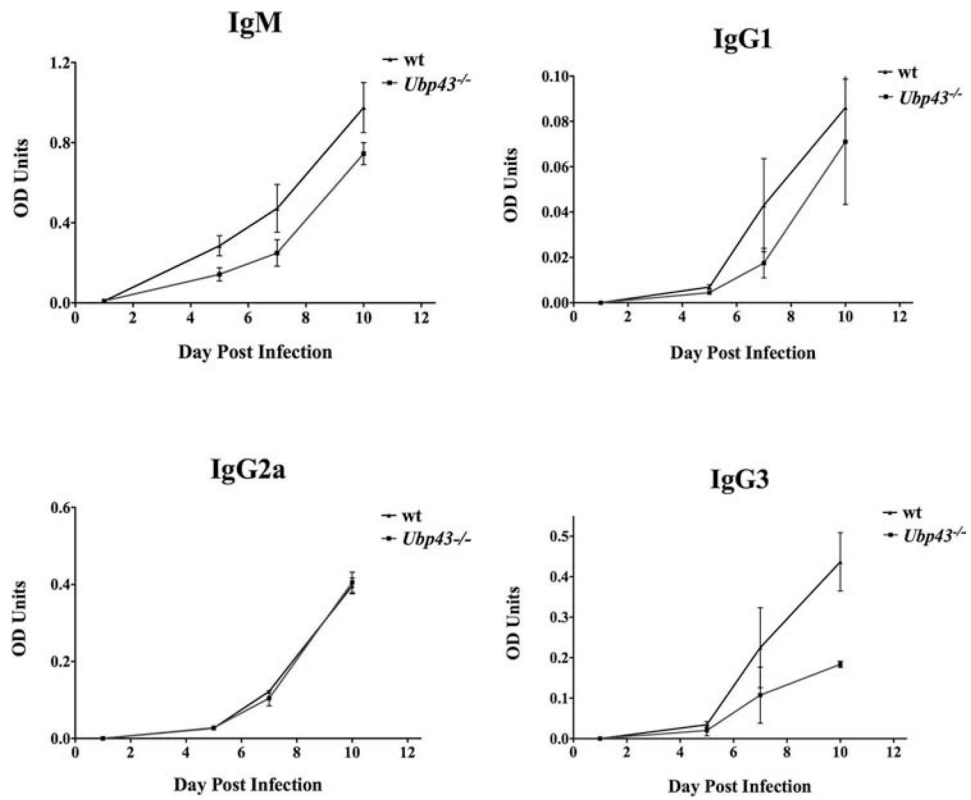 IgM
wt
Ubp43-/-
OD Units
1.2
0.8
0.4
0.0
0 2 4 6 8 10 12
Day Post Infection
IgG1
wt
Ubp43-/-
OD Units
0.10
0.08
0.06
0.04
0.02
0.00
0 2 4 6 8 10 12
Day Post Infection
IgG2a
wt
Ubp43-/-
OD Units
0.6
0.4
0.2
0.0
0 2 4 6 8 10 12
Day Post Infection
IgG3
wt
Ubp43-/-
OD Units
0.5
0.4
0.3
0.2
0.1
0.0
0 2 4 6 8 10 12
Day Post Infection